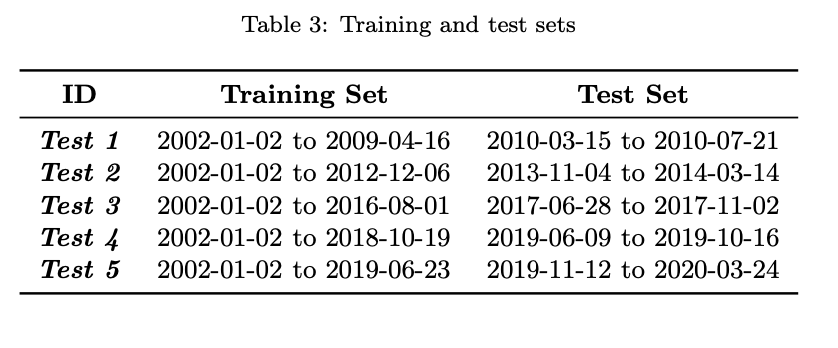 Table 3: Training and test sets
ID Training Set Test Set
Test 1 2002-01-02 to 2009-04-16 2010-03-15 to 2010-07-21
Test 2 2002-01-02 to 2012-12-06 2013-11-04 to 2014-03-14
Test 3 2002-01-02 to 2016-08-01 2017-06-28 to 2017-11-02
Test 4 2002-01-02 to 2018-10-19 2019-06-09 to 2019-10-16
Test 5 2002-01-02 to 2019-06-23 2019-11-12 to 2020-03-24